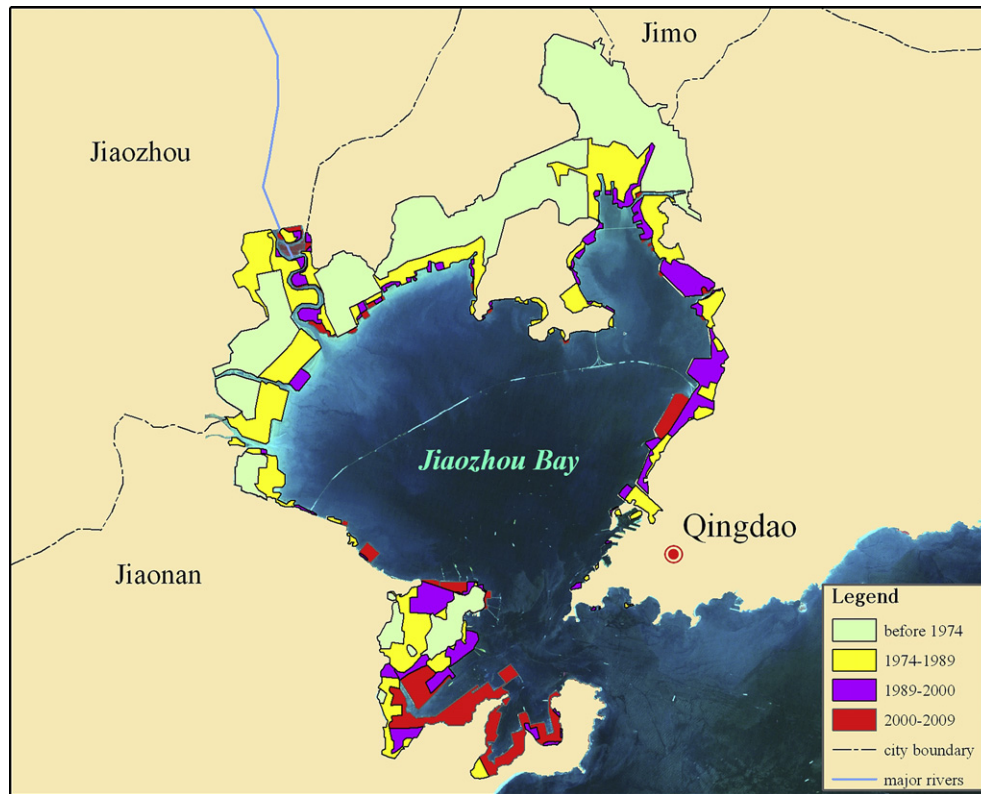 Jimo
Jiaozhou
Jiaozhou Bay
Qingdao
Jiaonan
Legend
before 1974
1974-1989
1989-2000
2000-2009
city boundary
major rivers